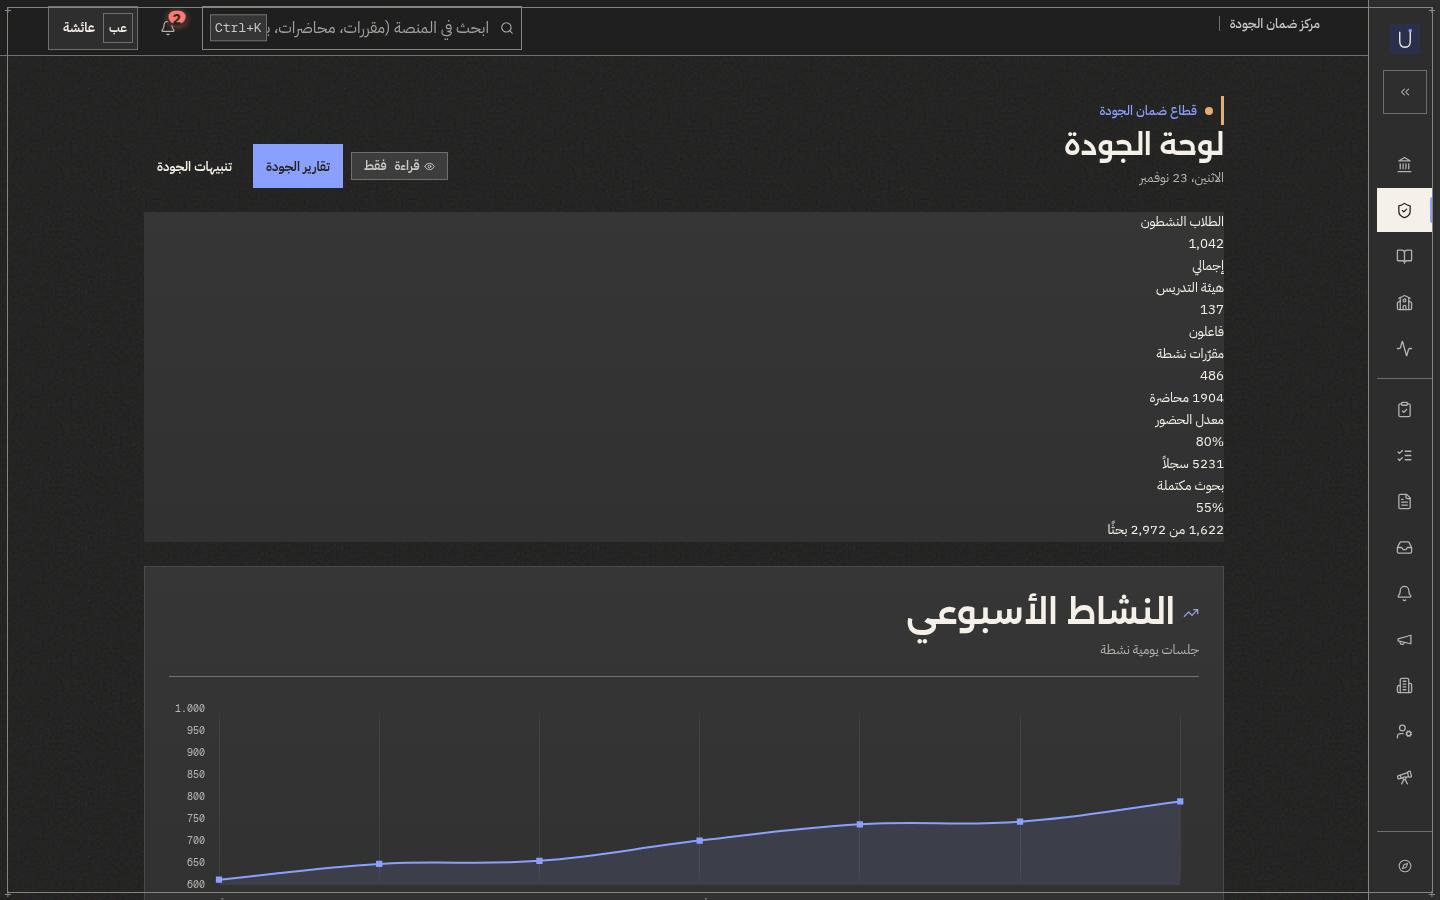 مركز ضمان الجودة
ابحث في المنصة (مقررات، محاضرات، ب
Ctrl+K
2
عب
عائشة
قطاع ضمان الجودة
لوحة الجودة
الاثنين، 23 نوفمبر
قراءة فقط
تقارير الجودة
تنبيهات الجودة
الطلاب النشطون
1,042
إجمالي
هيئة التدريس
137
فاعلون
مقرّرات نشطة
486
1904 محاضرة
معدل الحضور
80%
5231 سجلاً
بحوث مكتملة
55%
1,622 من 2,972 بحثًا
النشاط الأسبوعي
جلسات يومية نشطة
1.000
950
900
850
800
750
700
650
600